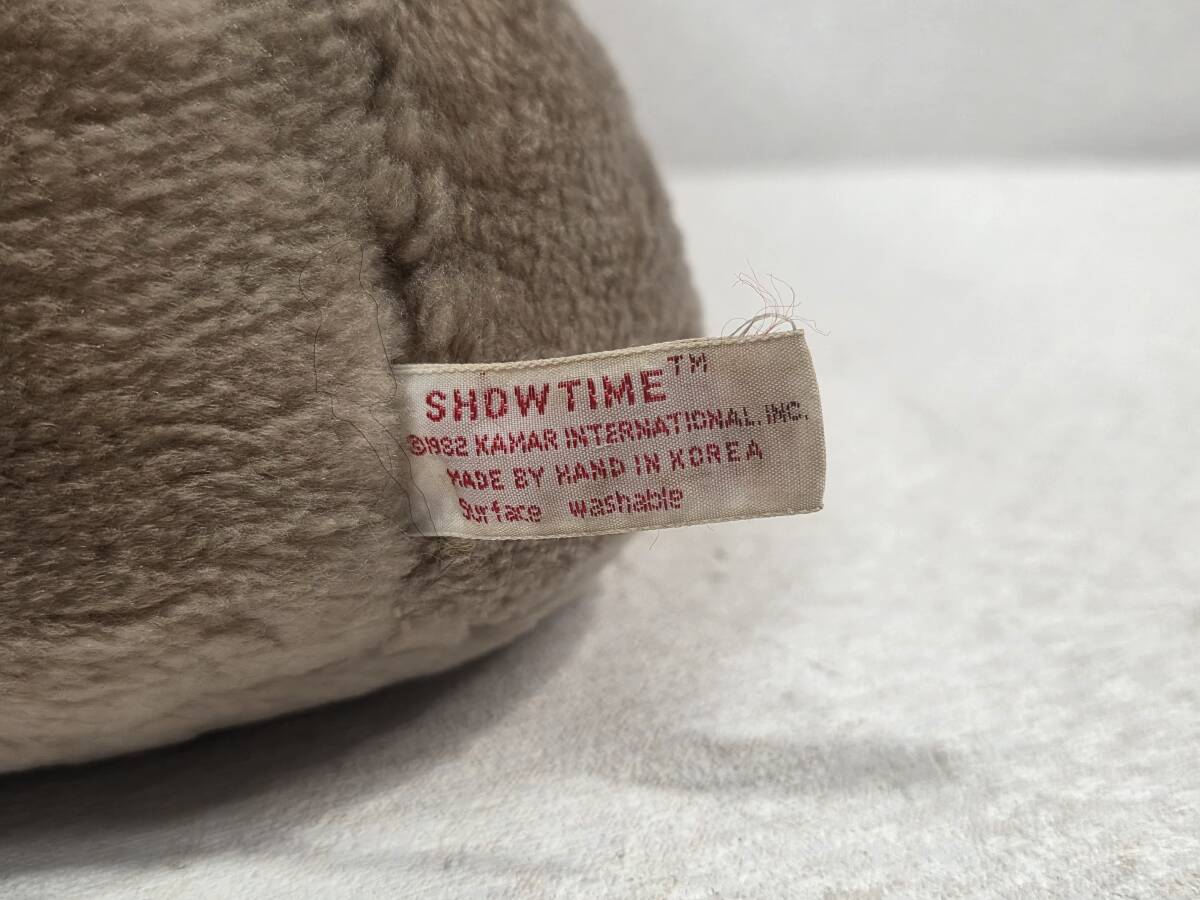 SHOWTIME™
©1982 KAMAR INTERNATIONAL, INC.
MADE BY HAND IN KOREA
Surface washable